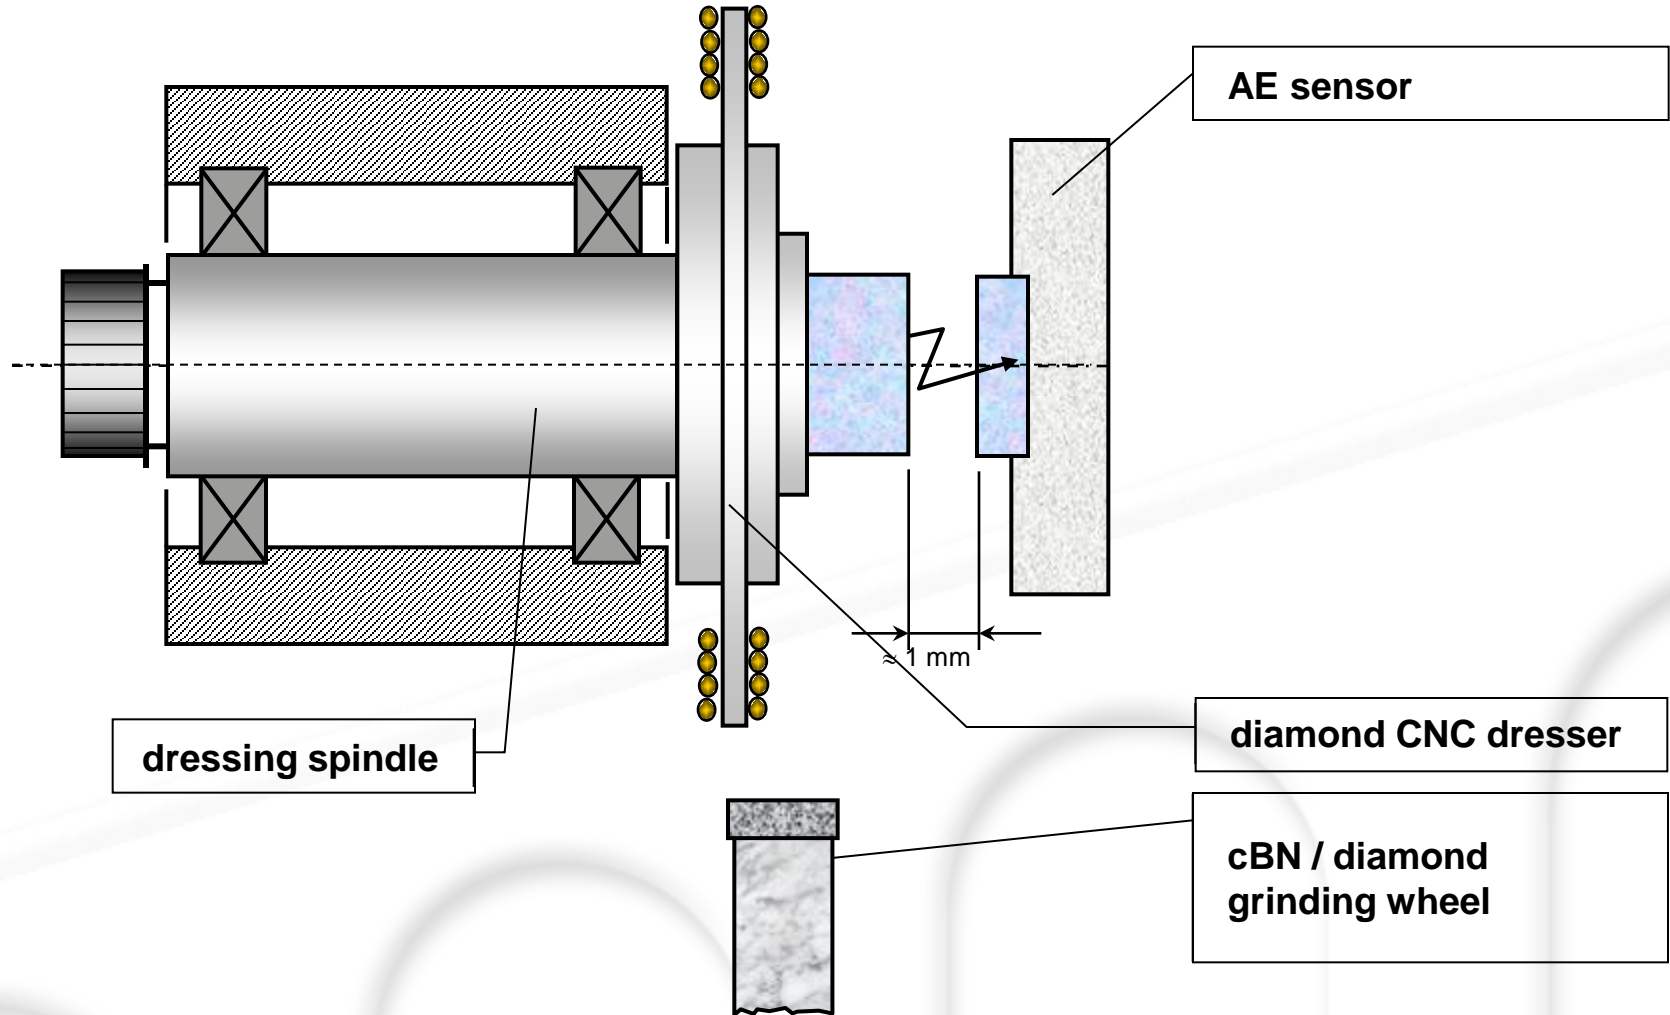 AE sensor
≈ 1 mm
diamond CNC dresser
dressing spindle
cBN / diamond
grinding wheel